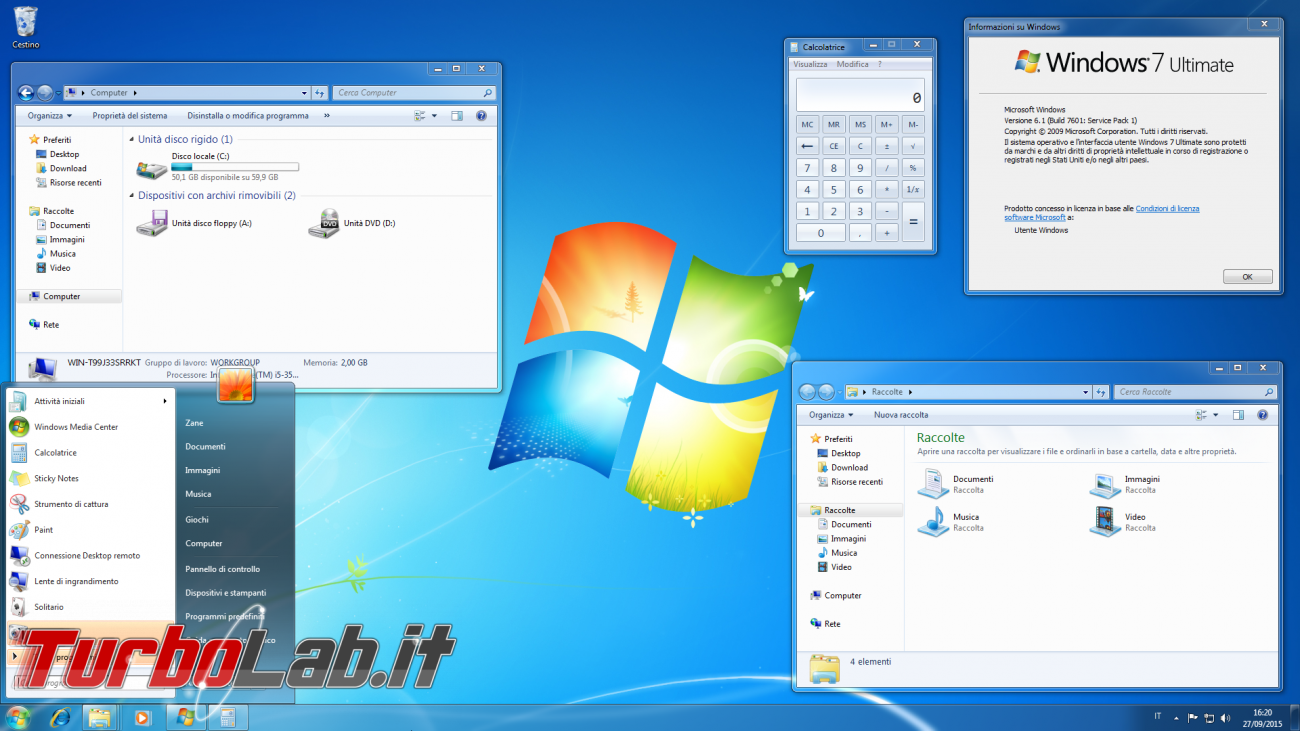 Cestino
Computer
Cerca Computer
Organizza
Proprietà del sistema
Disinstalla o modifica programma
»
Preferiti
Desktop
Download
Risorse recenti
Raccolte
Documenti
Immagini
Musica
Video
Computer
Rete
Unità disco rigido (1)
Disco locale (C:)
50,1 GB disponibile su 59,9 GB
Dispositivi con archivi rimovibili (2)
Unità disco floppy (A:)
DVD
Unità DVD (D:)
WIN-T99J33SRRKT Gruppo di lavoro: WORKGROUP Memoria: 2,00 GB
Processore: (TM) i5-35...
Calcolatrice
Visualizza Modifica ?
0
MC MR MS M+ M-
← CE C ± √
7 8 9 / %
4 5 6 * 1/x
1 2 3 - =
0 , +
Informazioni su Windows
Windows 7 Ultimate
Microsoft Windows
Versione 6.1 (Build 7601: Service Pack 1)
Copyright © 2009 Microsoft Corporation. Tutti i diritti riservati.
Il sistema operativo e l'interfaccia utente Windows 7 Ultimate sono protetti
da marchi e da altri diritti di proprietà intellettuale in corso di registrazione o
registrati negli Stati Uniti e/o negli altri paesi.
Prodotto concesso in licenza in base alle Condizioni di licenza
software Microsoft a:
Utente Windows
OK
Attività iniziali
Windows Media Center
Calcolatrice
Sticky Notes
Strumento di cattura
Paint
Connessione Desktop remoto
Lente di ingrandimento
Solitario
Zane
Documenti
Immagini
Musica
Giochi
Computer
Pannello di controllo
Dispositivi e stampanti
Programmi predefiniti
TurboLab.it
Raccolte
Cerca Raccolte
Organizza
Nuova raccolta
Preferiti
Desktop
Download
Risorse recenti
Raccolte
Documenti
Immagini
Musica
Video
Computer
Rete
Raccolte
Aprire una raccolta per visualizzare i file e ordinarli in base a cartella, data e altre proprietà.
Documenti
Raccolta
Immagini
Raccolta
Musica
Raccolta
Video
Raccolta
4 elementi
IT
16:20
27/09/2015